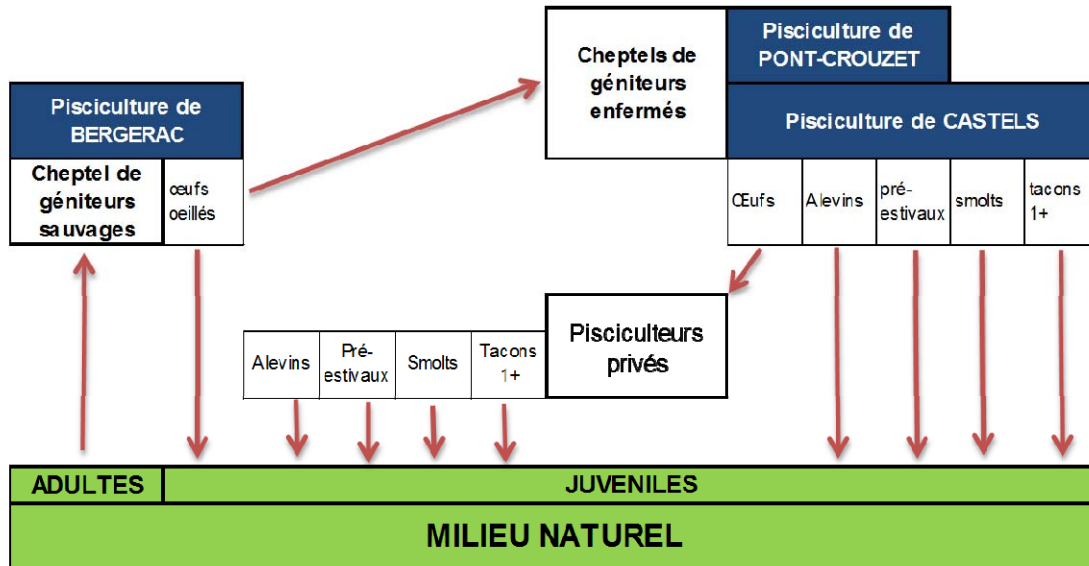 Pisciculture de
BERGERAC
Cheptel de
géniteurs
sauvages
œufs
oeillés
Cheptels de
géniteurs
enfermés
Pisciculture de
PONT-CROUZET
Pisciculture de CASTELS
Œufs
Alevins
pré-
estivaux
smolts
tacons
1+
Alevins
Pré-
estivaux
Smolts
Tacons
1+
Pisciculteurs
privés
ADULTES
JUVENILES
MILIEU NATUREL